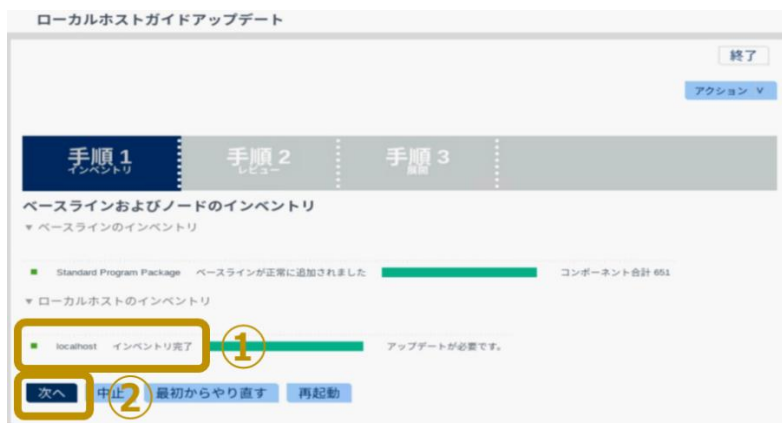 ローカルホストガイドアップデート
終了
アクション ∨
手順 1
インベントリ
手順 2
レビュー
手順 3
展開
ベースラインおよびノードのインベントリ
▼ ベースラインのインベントリ
Standard Program Package ベースラインが正常に追加されました コンポーネント合計 651
▼ ローカルホストのインベントリ
localhost インベントリ完了 ① アップデートが必要です。
次へ ② 中止 最初からやり直す 再起動